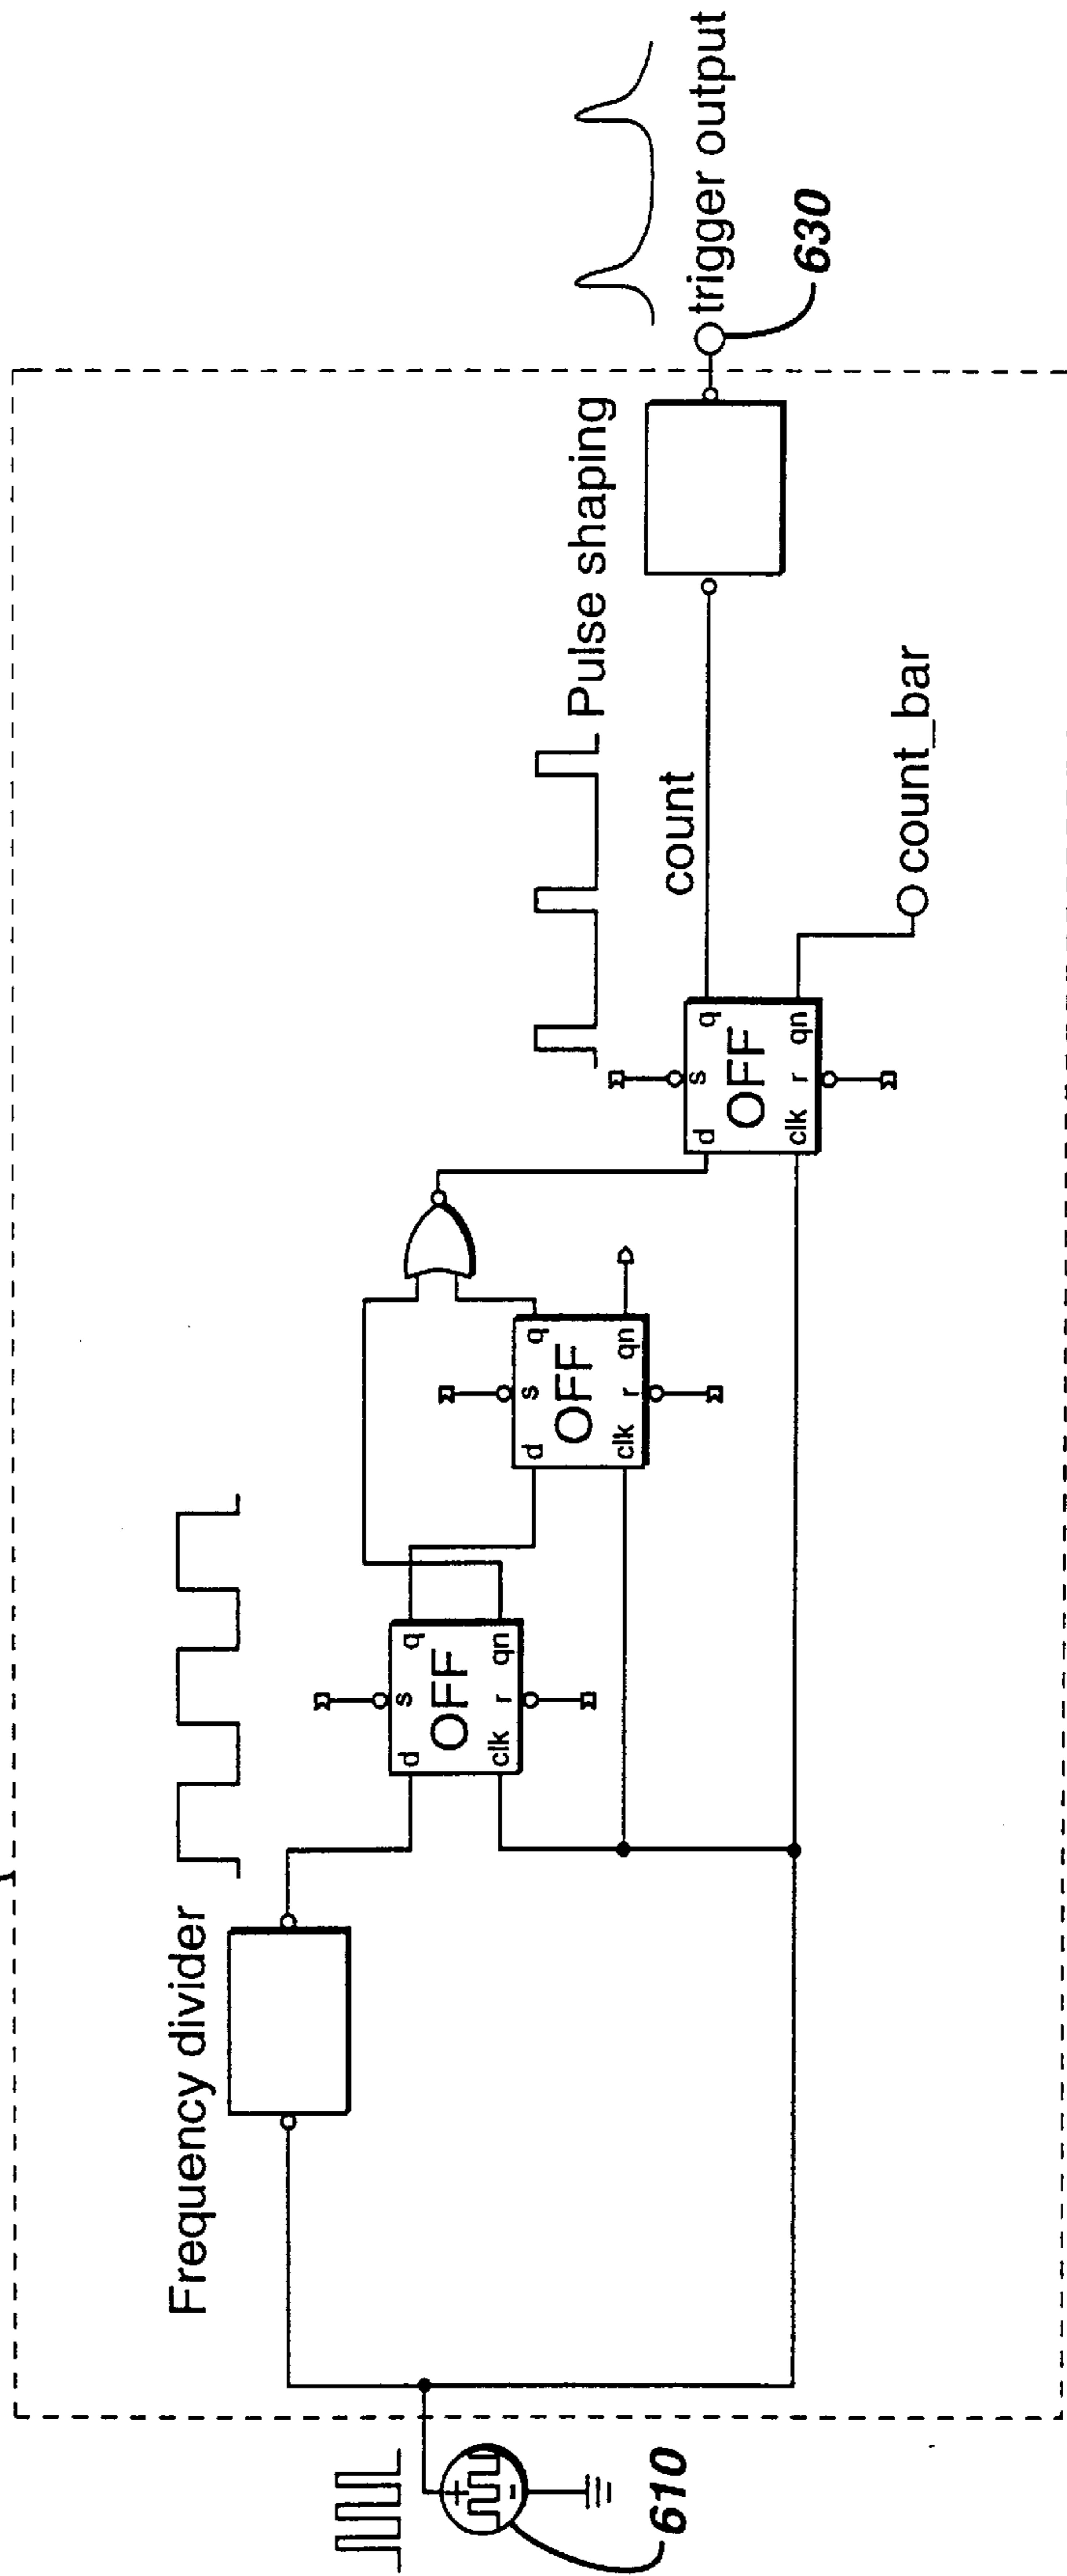 Frequency divider
Pulse shaping
d
s
q
OFF
clk
r
qn
d
s
q
OFF
clk
r
qn
d
s
q
OFF
clk
r
qn
count
count_bar
trigger output
+
-
610
630